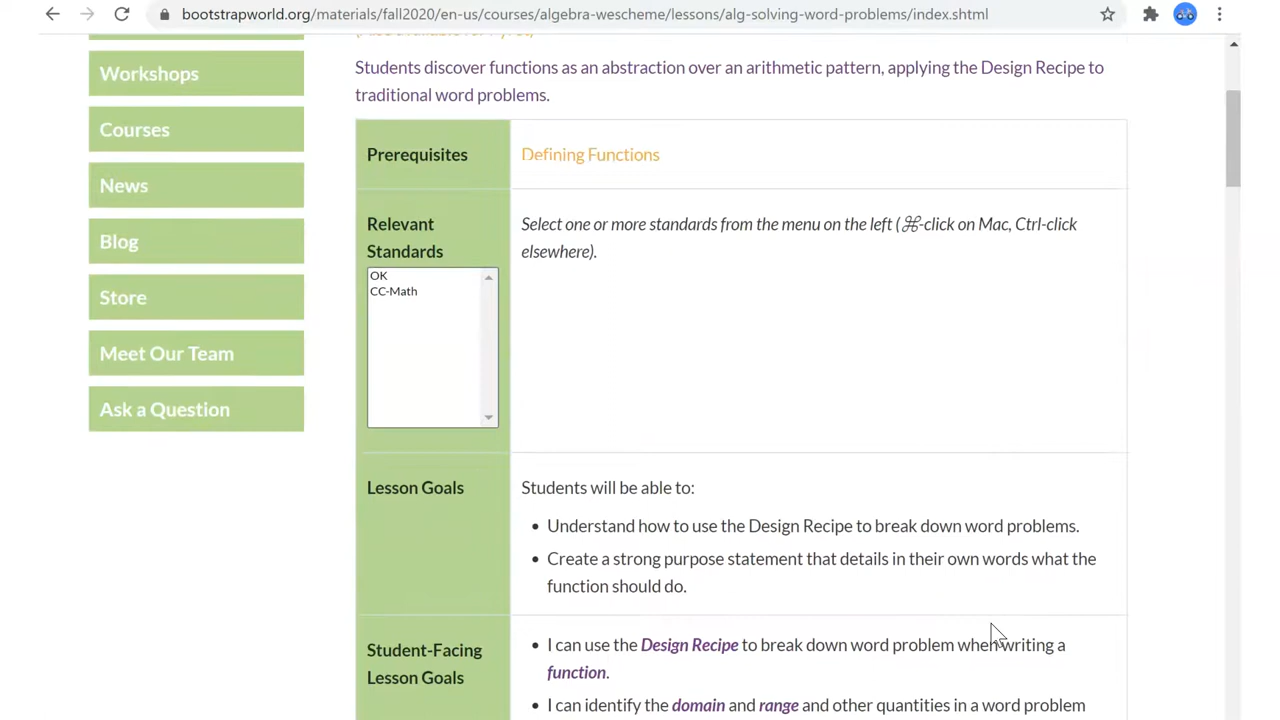 bootstrapworld.org/materials/fall2020/en-us/courses/algebra-wescheme/lessons/alg-solving-word-problems/index.shtml
Workshops
Courses
News
Blog
Store
Meet Our Team
Ask a Question
Students discover functions as an abstraction over an arithmetic pattern, applying the Design Recipe to
traditional word problems.
Prerequisites
Defining Functions
Relevant
Standards
OK
CC-Math
Select one or more standards from the menu on the left (⌘-click on Mac, Ctrl-click
elsewhere).
Lesson Goals
Students will be able to:
• Understand how to use the Design Recipe to break down word problems.
• Create a strong purpose statement that details in their own words what the
function should do.
Student-Facing
Lesson Goals
• I can use the Design Recipe to break down word problem when writing a
function.
• I can identify the domain and range and other quantities in a word problem